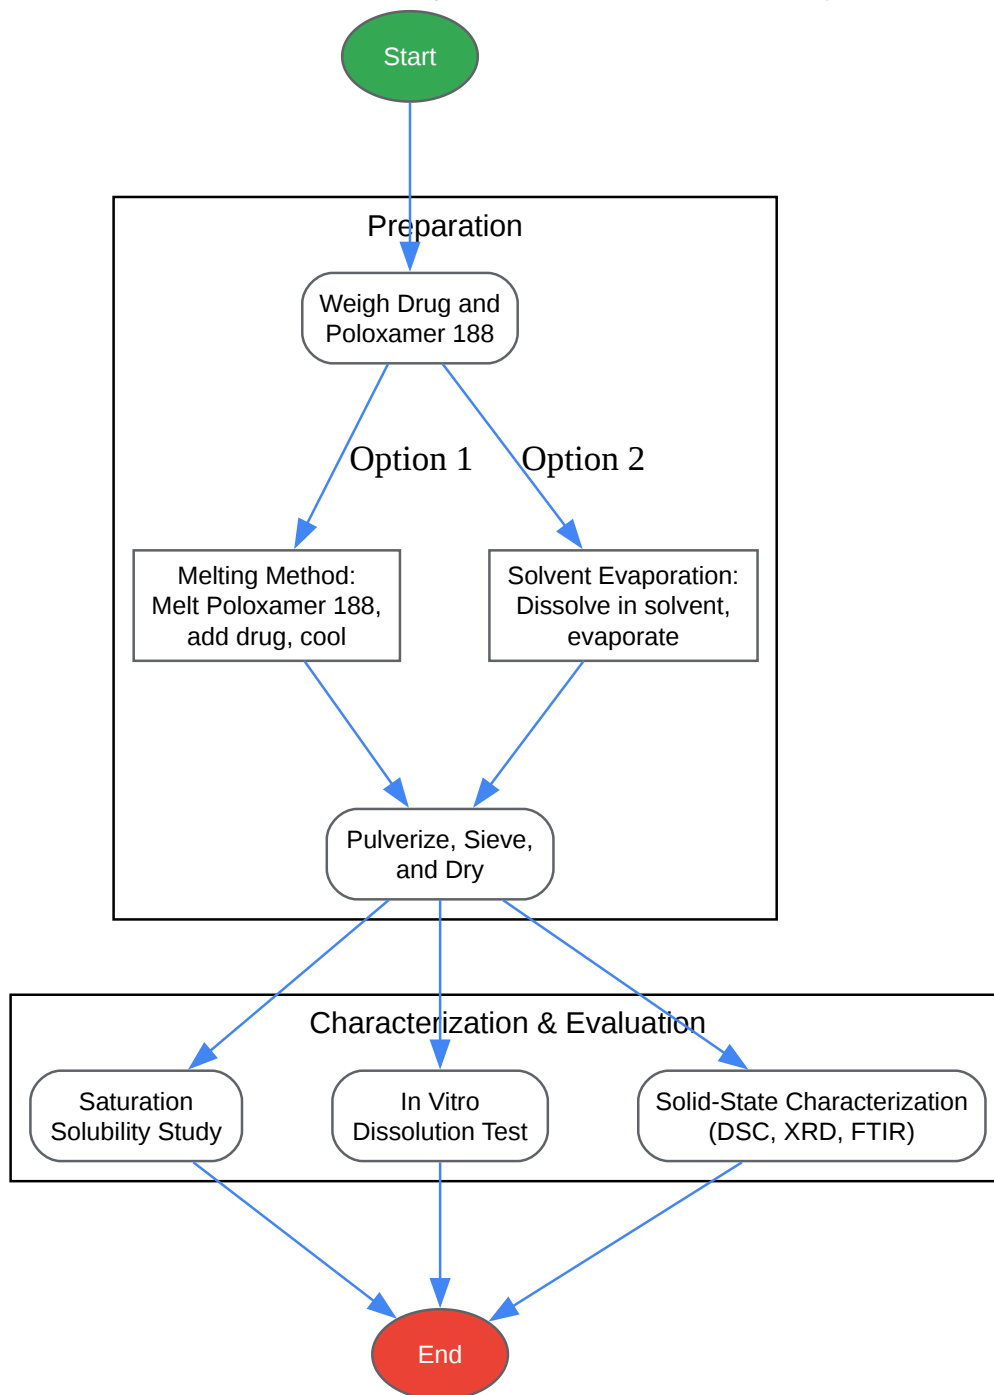 Start
Preparation
Weigh Drug and
Poloxamer 188
Option 1
Option 2
Melting Method:
Melt Poloxamer 188,
add drug, cool
Solvent Evaporation:
Dissolve in solvent,
evaporate
Pulverize, Sieve,
and Dry
Characterization & Evaluation
Saturation
Solubility Study
In Vitro
Dissolution Test
Solid-State Characterization
(DSC, XRD, FTIR)
End